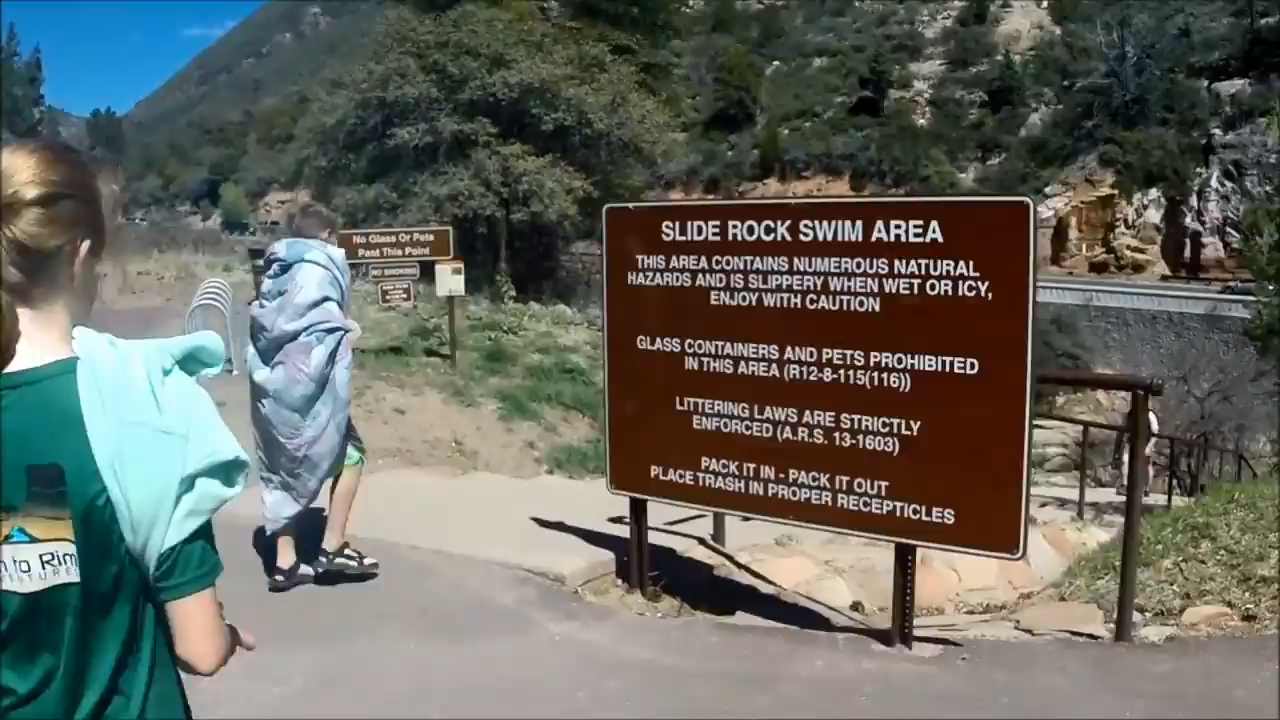 No Glass Or Pets
Past This Point
NO SMOKING
SLIDE ROCK SWIM AREA
THIS AREA CONTAINS NUMEROUS NATURAL
HAZARDS AND IS SLIPPERY WHEN WET OR ICY,
ENJOY WITH CAUTION
GLASS CONTAINERS AND PETS PROHIBITED
IN THIS AREA (R12-8-115(116))
LITTERING LAWS ARE STRICTLY
ENFORCED (A.R.S. 13-1603)
PACK IT IN - PACK IT OUT
PLACE TRASH IN PROPER RECEPTICLES
to Rim